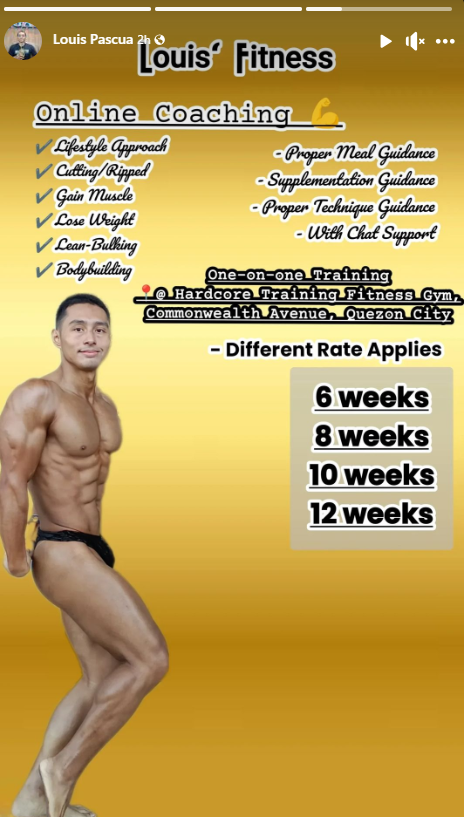 Louis Pascua 2h
Louis' Fitness
Online Coaching 💪
✔Lifestyle Approach
✔Cutting/Ripped
✔Gain Muscle
✔Lose Weight
✔Lean-Bulking
✔Bodybuilding
- Proper Meal Guidance
- Supplementation Guidance
- Proper Technique Guidance
- With Chat Support
One-on-one Training
📍@ Hardcore Training Fitness Gym,
Commonwealth Avenue, Quezon City
- Different Rate Applies
6 weeks
8 weeks
10 weeks
12 weeks